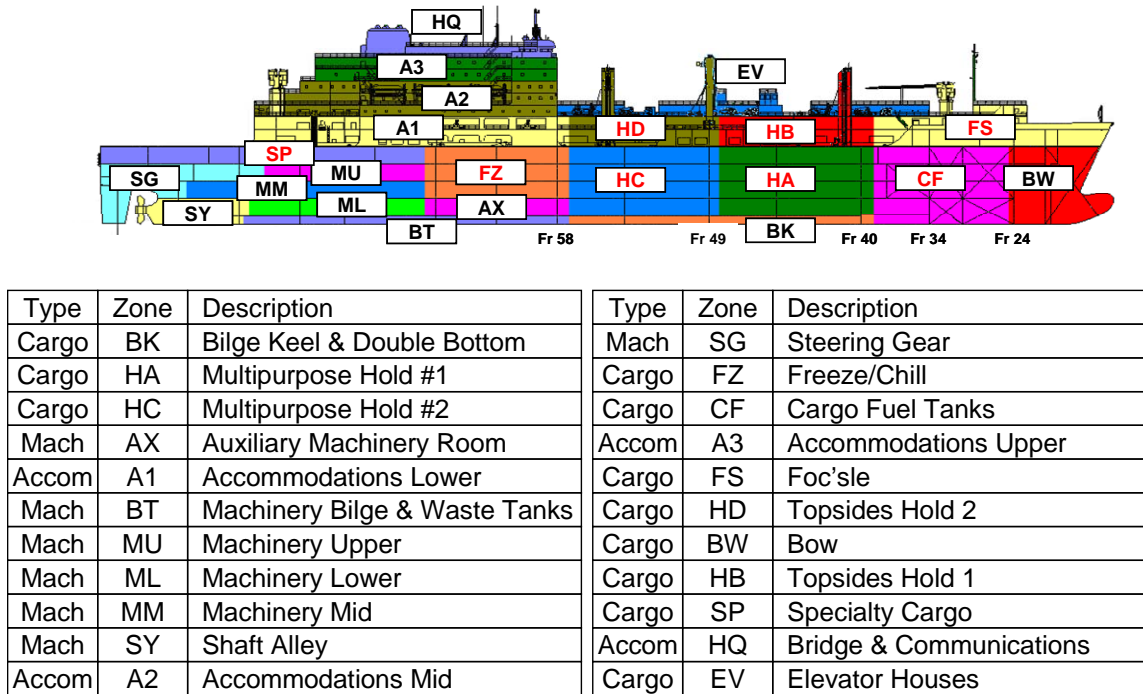 HQ
A3
EV
A2
A1
HD
HB
FS
SP
SG
MU
FZ
HC
HA
CF
BW
MM
SY
ML
AX
BT
BK
Fr 58
Fr 49
Fr 40
Fr 34
Fr 24
Type Zone Description
Cargo BK Bilge Keel & Double Bottom
Cargo HA Multipurpose Hold #1
Cargo HC Multipurpose Hold #2
Mach AX Auxiliary Machinery Room
Accom A1 Accommodations Lower
Mach BT Machinery Bilge & Waste Tanks
Mach MU Machinery Upper
Mach ML Machinery Lower
Mach MM Machinery Mid
Mach SY Shaft Alley
Accom A2 Accommodations Mid
Type Zone Description
Mach SG Steering Gear
Cargo FZ Freeze/Chill
Cargo CF Cargo Fuel Tanks
Accom A3 Accommodations Upper
Cargo FS Foc’sle
Cargo HD Topsides Hold 2
Cargo BW Bow
Cargo HB Topsides Hold 1
Cargo SP Specialty Cargo
Accom HQ Bridge & Communications
Cargo EV Elevator Houses